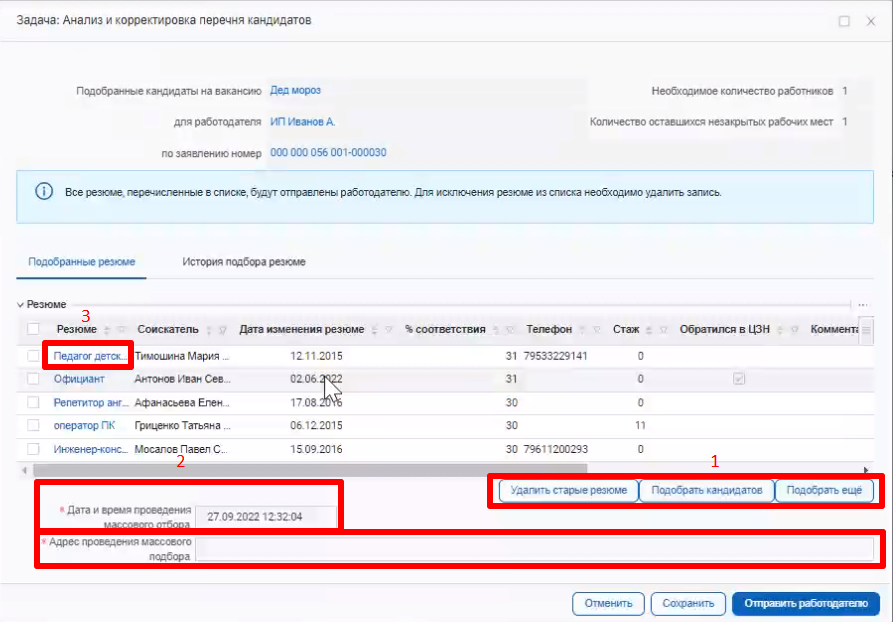 Задача: Анализ и корректировка перечня кандидатов
Подобранные кандидаты на вакансию Дед мороз Необходимое количество работников 1
для работодателя ИП Иванов А. Количество оставшихся незакрытых рабочих мест 1
по заявлению номер 000 000 056 001-000030
Все резюме, перечисленные в списке, будут отправлены работодателю. Для исключения резюме из списка необходимо удалить запись.
Подобранные резюме История подбора резюме
Резюме ...
3
Резюме Соискатель Дата изменения резюме % соответствия Телефон Стаж Обратился в ЦЗН Коммента
Педагог детск... Тимошина Мария ... 12.11.2015 31 79533229141 0
Официант Антонов Иван Сев... 02.06.2022 31 0
Репетитор анг... Афанасьева Елен... 17.08.2016 30 0
оператор ПК Гриценко Татьяна ... 06.12.2015 30 11
Инженер-конс... Мосалов Павел С... 15.09.2016 30 79611200293 0
2 1
Удалить старые резюме Подобрать кандидатов Подобрать ещё
* Дата и время проведения
массового отбора 27.09.2022 12:32:04
* Адрес проведения массового
подбора
Отменить Сохранить Отправить работодателю